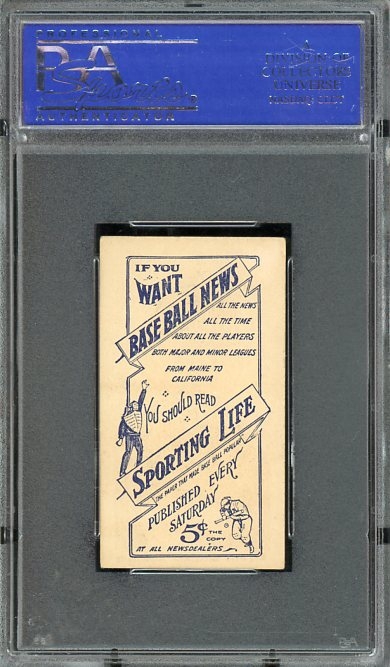 PROFESSIONAL
PSA
AUTHENTICATOR
A
DIVISION OF
COLLECTORS
UNIVERSE
IF YOU
WANT
BASE BALL NEWS
ALL THE NEWS
ALL THE TIME
ABOUT ALL THE PLAYERS
BOTH MAJOR AND MINOR LEAGUES
FROM MAINE TO
CALIFORNIA
YOU SHOULD READ
SPORTING LIFE
THE PAPER THAT MADE BASE BALL POPULAR
PUBLISHED EVERY
SATURDAY
5¢ THE COPY
AT ALL NEWSDEALERS